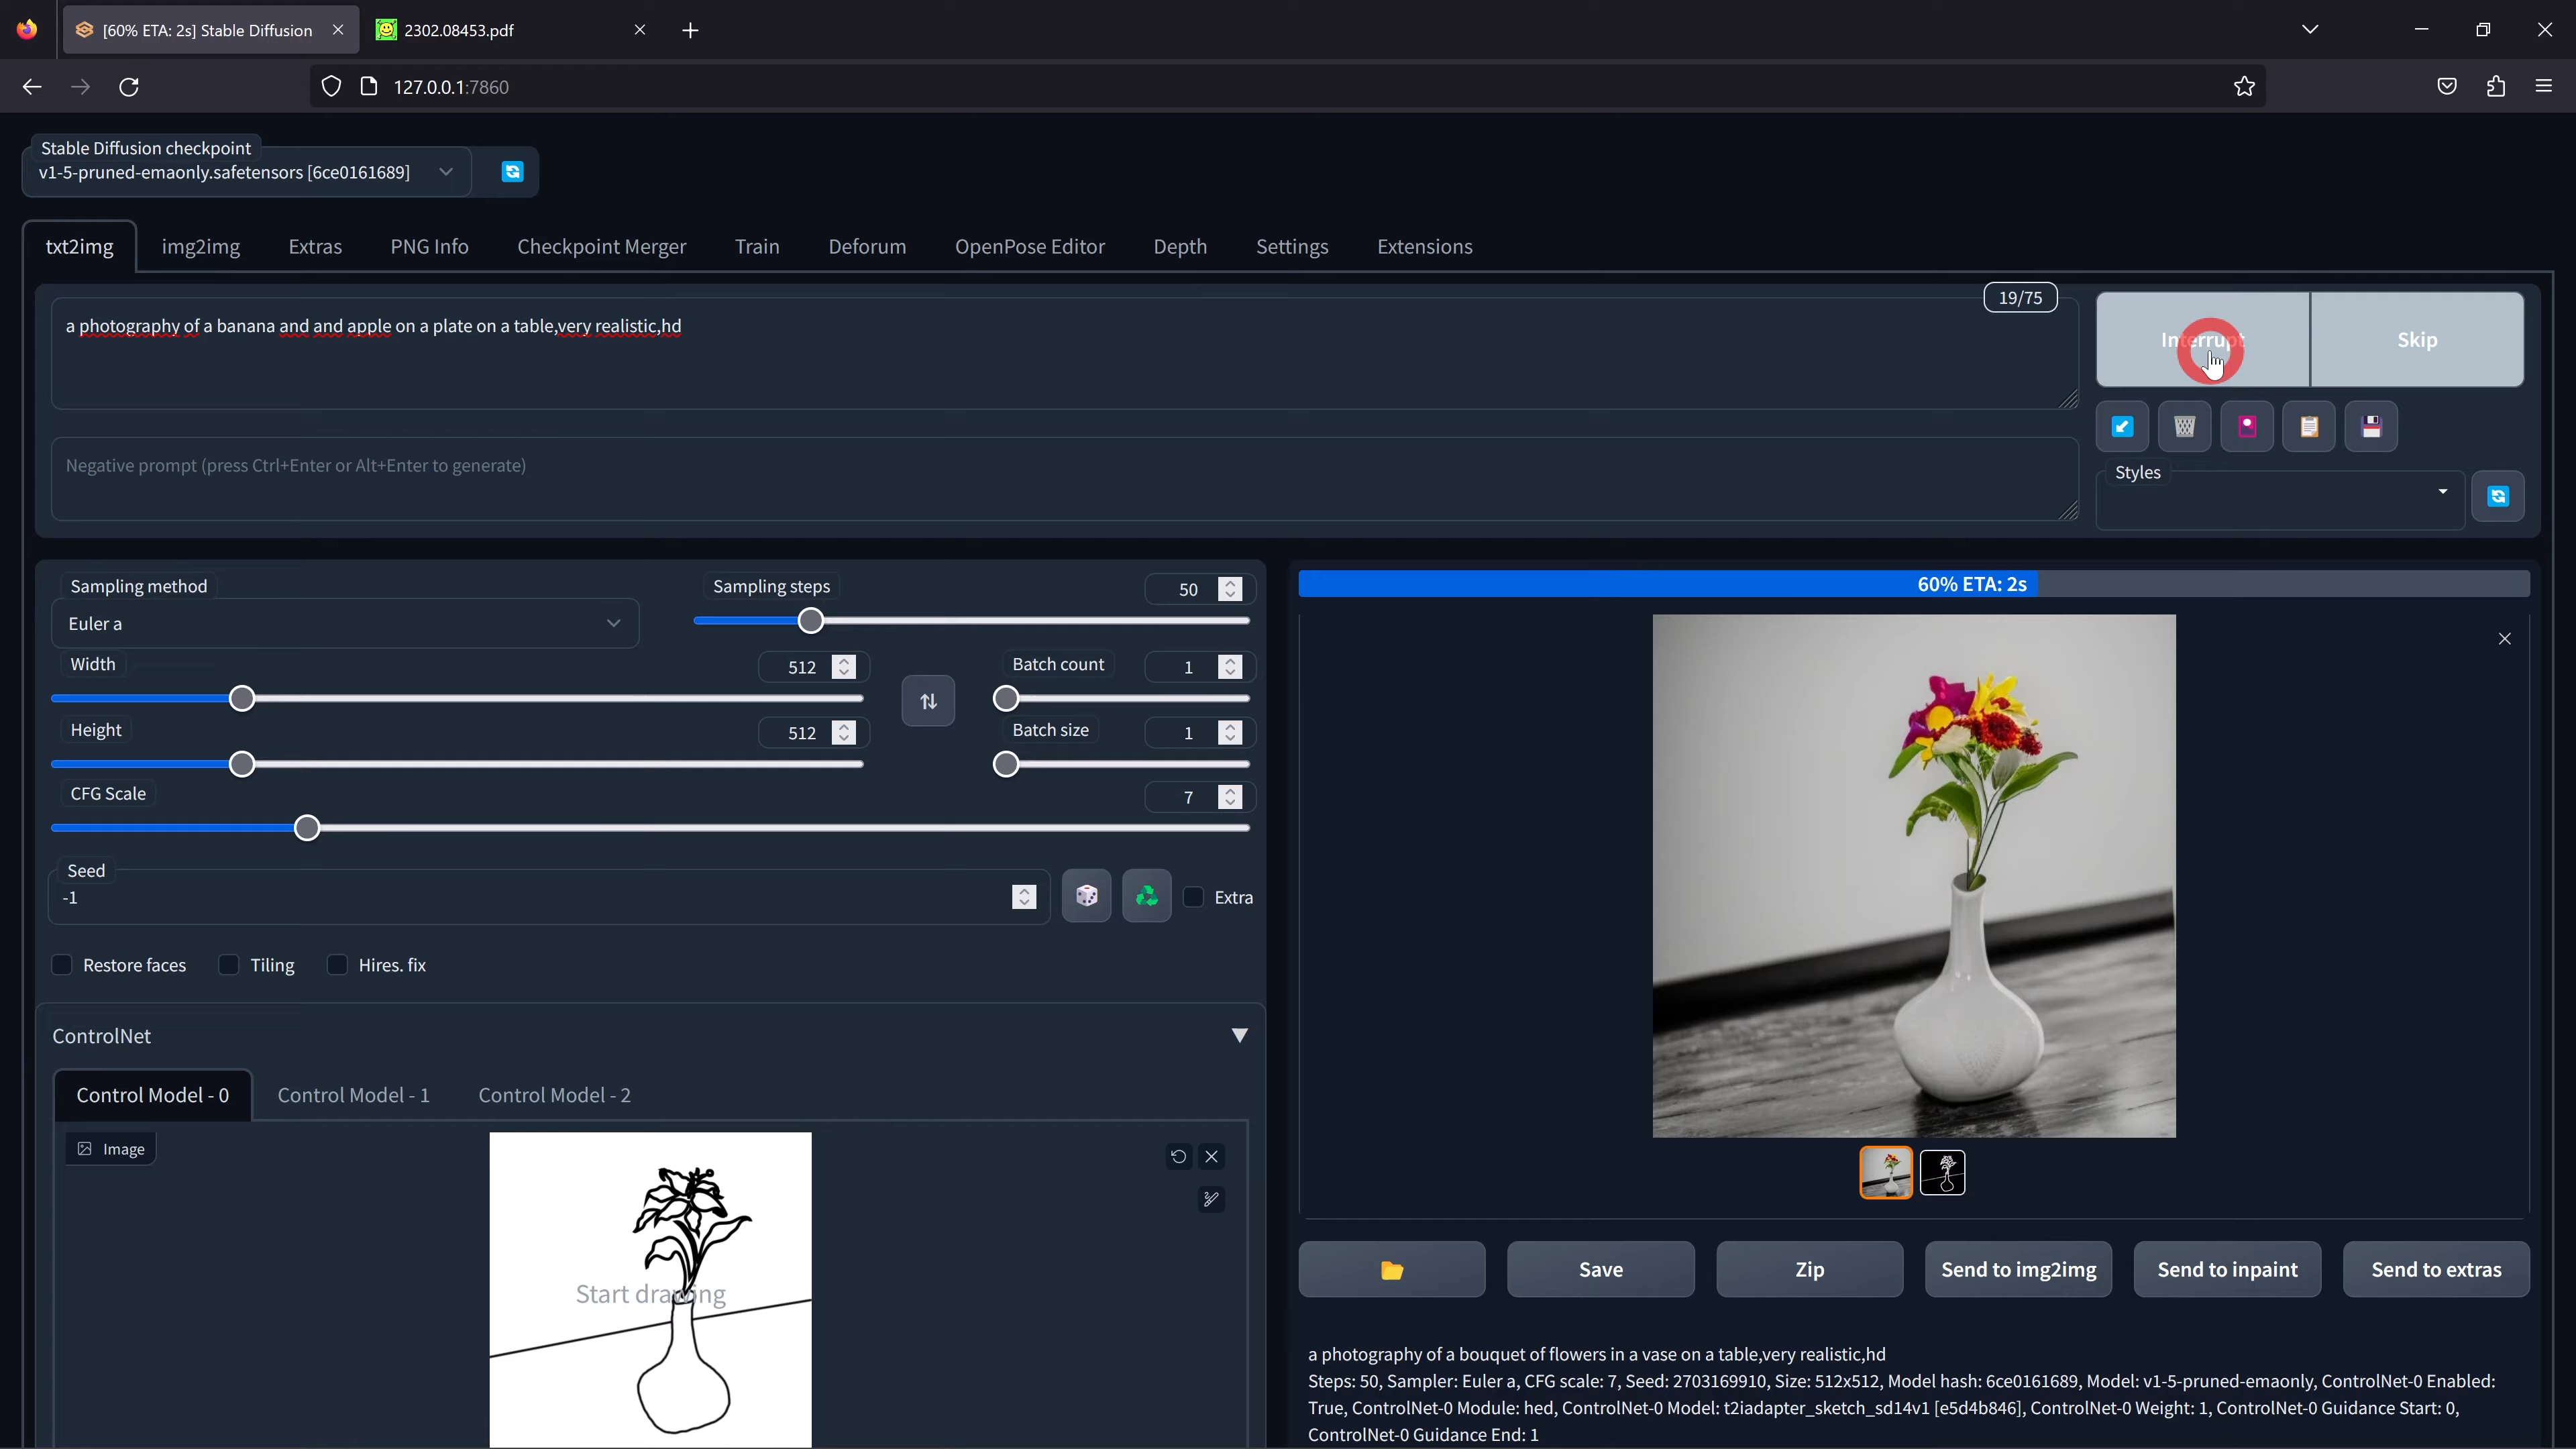 [60% ETA: 2s] Stable Diffusion
2302.08453.pdf
127.0.0.1:7860
Stable Diffusion checkpoint
v1-5-pruned-emaonly.safetensors [6ce0161689]
txt2img img2img Extras PNG Info Checkpoint Merger Train Deforum OpenPose Editor Depth Settings Extensions
19/75
a photography of a banana and and apple on a plate on a table,very realistic,hd
Interrupt
Skip
Negative prompt (press Ctrl+Enter or Alt+Enter to generate)
Styles
Sampling method
Euler a
Sampling steps
50
Width
512
Batch count
1
Height
512
Batch size
1
CFG Scale
7
Seed
-1
Extra
Restore faces Tiling Hires. fix
ControlNet
Control Model - 0 Control Model - 1 Control Model - 2
Image
Start drawing
60% ETA: 2s
Save Zip Send to img2img Send to inpaint Send to extras
a photography of a bouquet of flowers in a vase on a table,very realistic,hd
Steps: 50, Sampler: Euler a, CFG scale: 7, Seed: 2703169910, Size: 512x512, Model hash: 6ce0161689, Model: v1-5-pruned-emaonly, ControlNet-0 Enabled:
True, ControlNet-0 Module: hed, ControlNet-0 Model: t2iadapter_sketch_sd14v1 [e5d4b846], ControlNet-0 Weight: 1, ControlNet-0 Guidance Start: 0,
ControlNet-0 Guidance End: 1